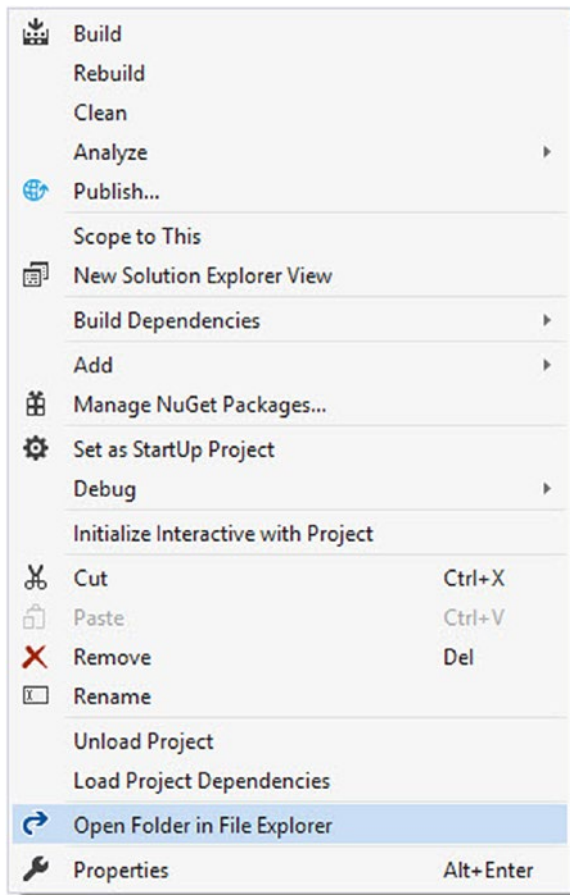 Build
Rebuild
Clean
Analyze
Publish...
Scope to This
New Solution Explorer View
Build Dependencies
Add
Manage NuGet Packages...
Set as StartUp Project
Debug
Initialize Interactive with Project
Cut Ctrl+X
Paste Ctrl+V
Remove Del
Rename
Unload Project
Load Project Dependencies
Open Folder in File Explorer
Properties Alt+Enter